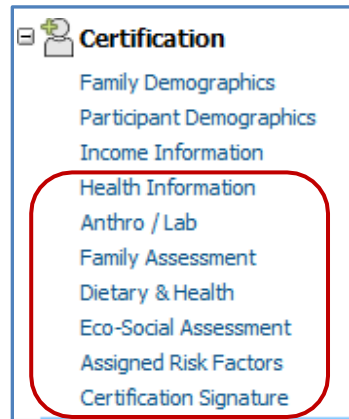 Certification
Family Demographics
Participant Demographics
Income Information
Health Information
Anthro / Lab
Family Assessment
Dietary & Health
Eco-Social Assessment
Assigned Risk Factors
Certification Signature